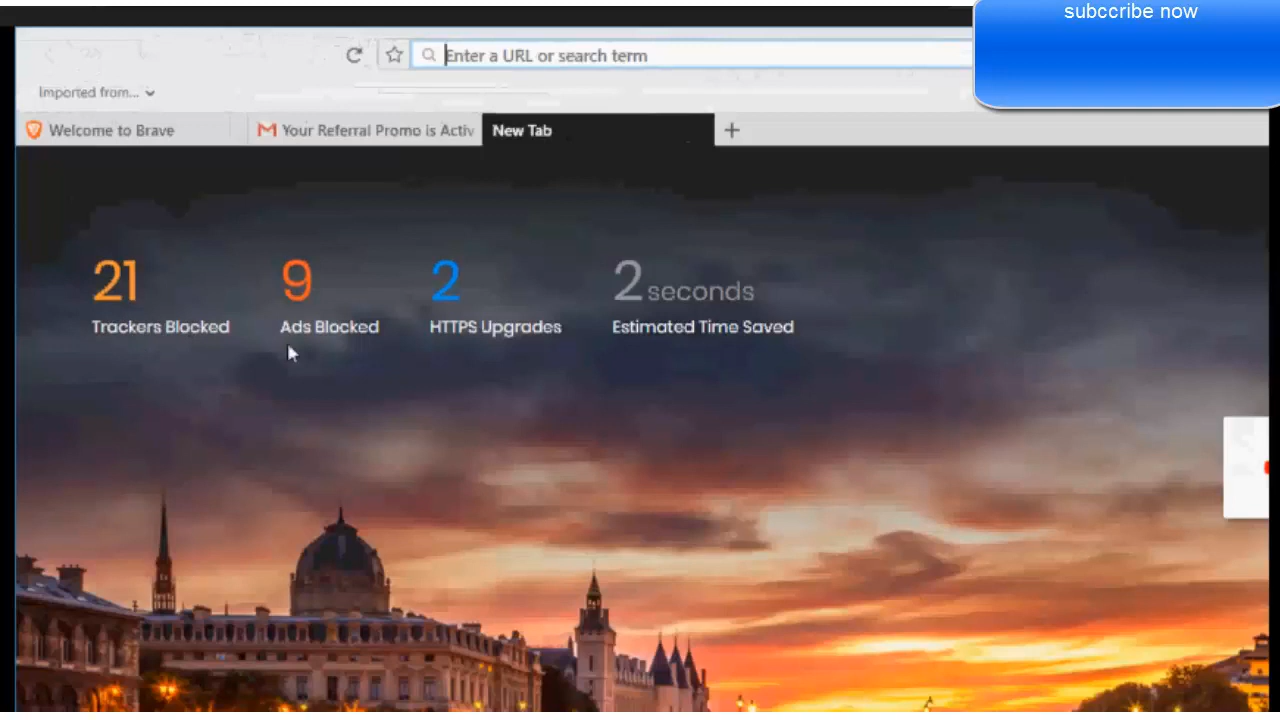 subccribe now
Enter a URL or search term
Imported from...
Welcome to Brave
Your Referral Promo is Activ
New Tab
21 9 2 2 seconds
Trackers Blocked Ads Blocked HTTPS Upgrades Estimated Time Saved